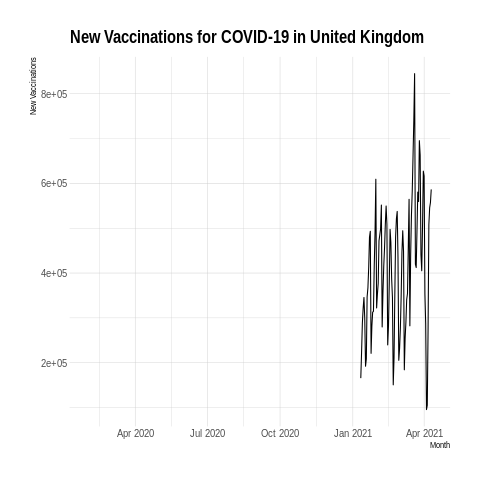 New Vaccinations for COVID-19 in United Kingdom
New Vaccinations
8e+05
6e+05
4e+05
2e+05
Apr 2020 Jul 2020 Oct 2020 Jan 2021 Apr 2021
Month